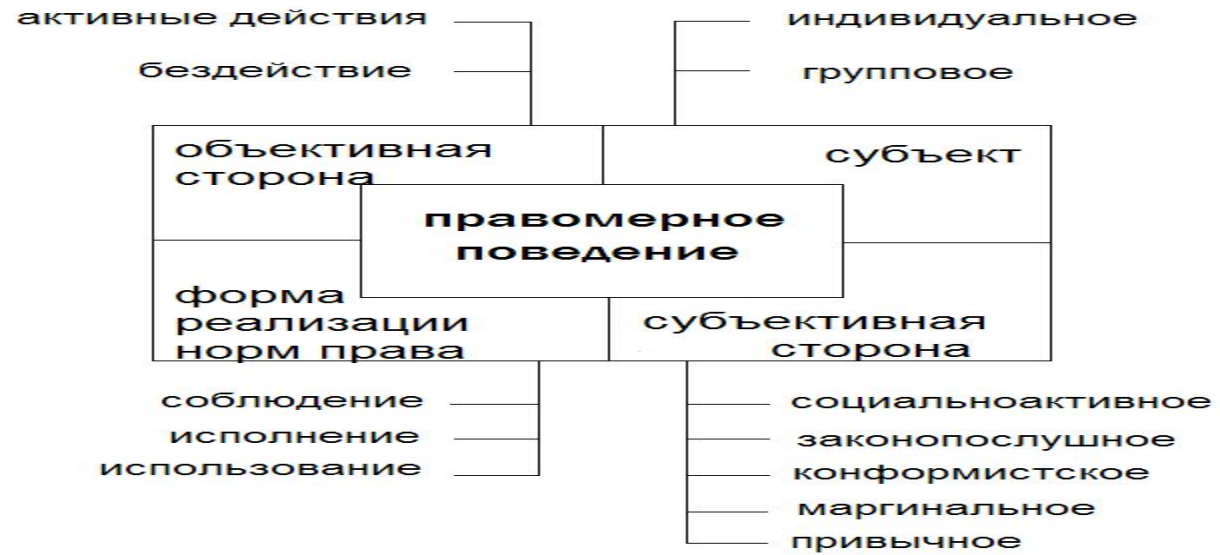 активные действия
бездействие
индивидуальное
групповое
объективная
сторона
субъект
правомерное
поведение
форма
реализации
норм права
субъективная
сторона
соблюдение
исполнение
использование
социальноактивное
законопослушное
конформистское
маргинальное
привычное